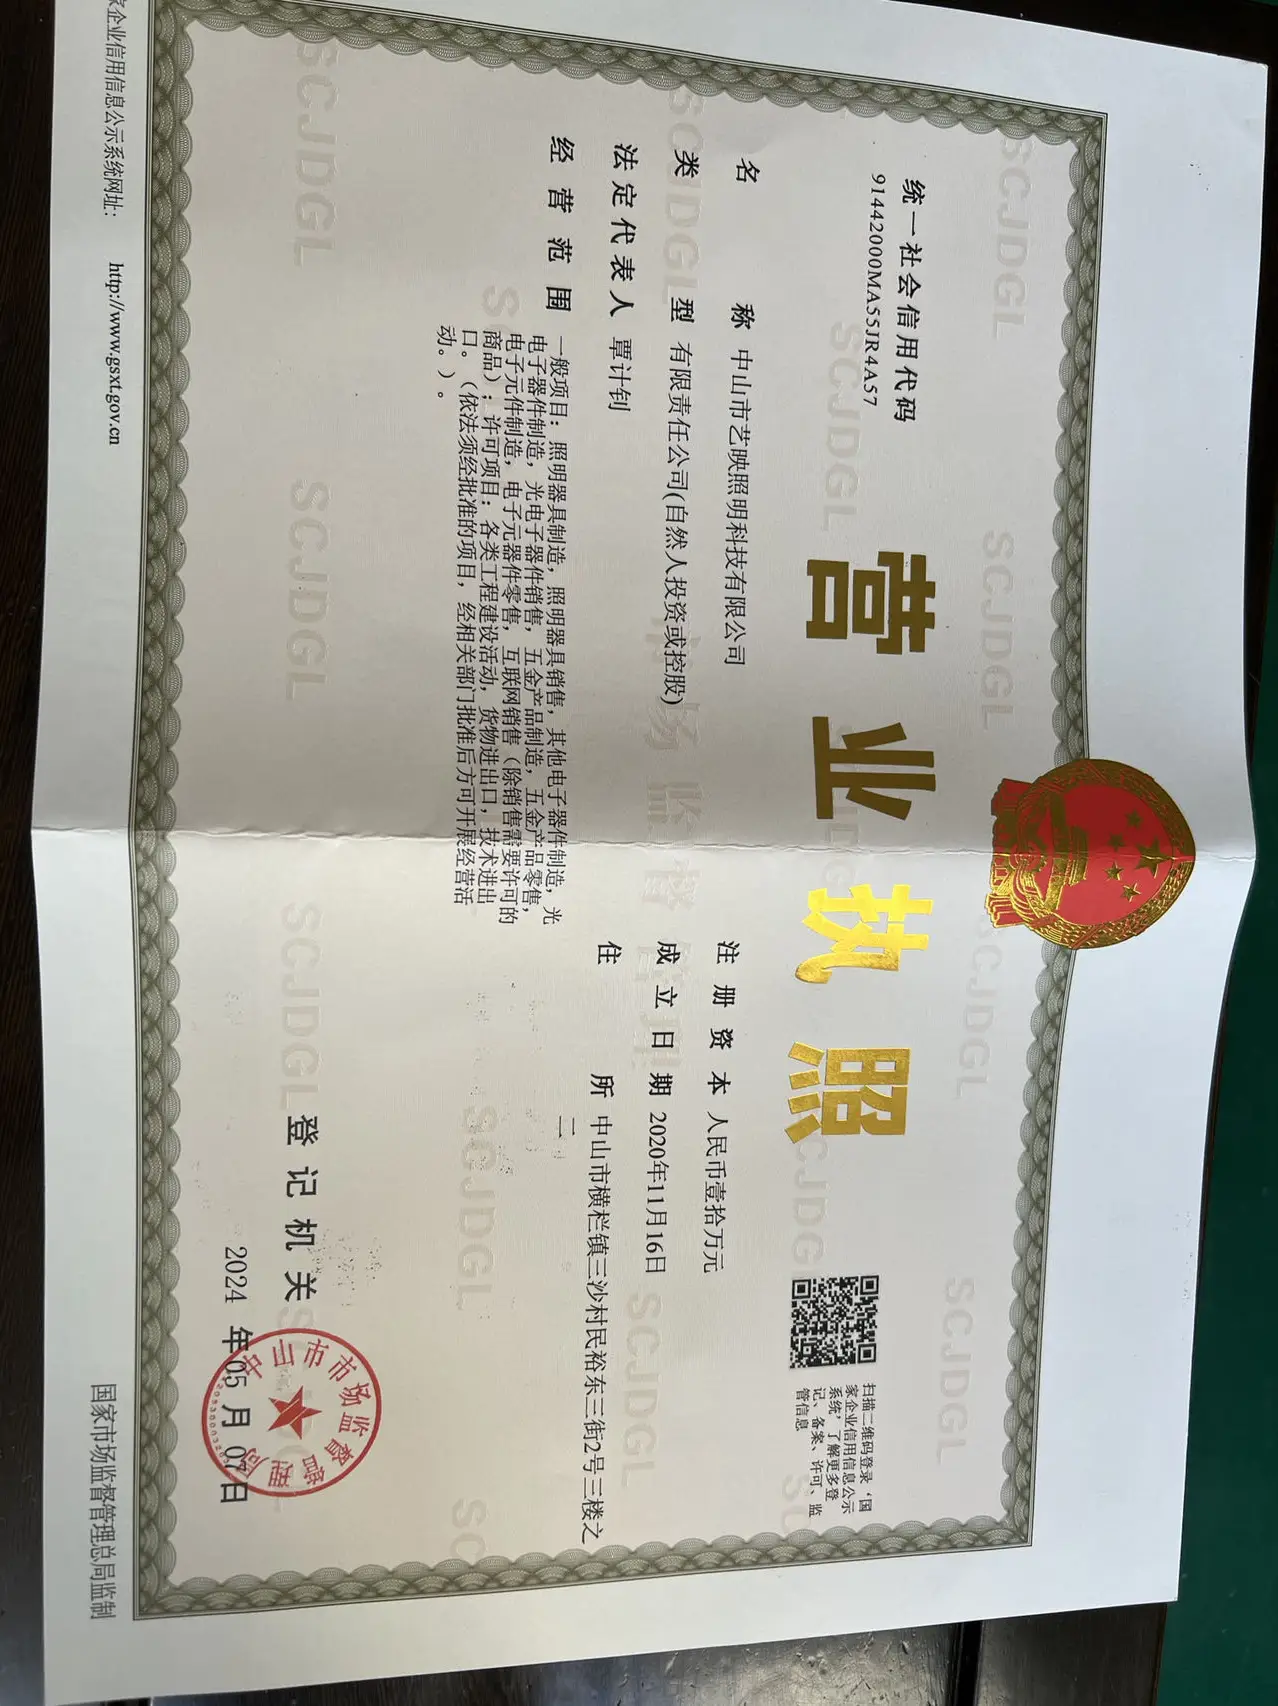 营业执照
统一社会信用代码
91442000MA55JR4A57
扫描二维码登录‘国
家企业信用信息公示
系统’了解更多登
记、备案、许可、监
管信息
名称 中山市艺映照明科技有限公司
类型 有限责任公司(自然人投资或控股)
法定代表人 覃计钊
经营范围 一般项目：照明器具制造，照明器具销售，其他电子器件制造，光
电子器件制造，光电子器件销售，五金产品制造，五金产品零售，
电子元件制造，电子元器件零售，互联网销售（除销售需要许可的
商品）；许可项目：各类工程建设活动，货物进出口，技术进出
口。（依法须经批准的项目，经相关部门批准后方可开展经营活
动。）。
注册资本 人民币壹拾万元
成立日期 2020年11月16日
住所 中山市横栏镇三沙村民裕东三街2号三楼之
二
登记机关
中山市市场监督管理局
2024 年05 月 07日
家企业信用信息公示系统网址： http://www.gsxt.gov.cn
国家市场监督管理总局监制
SCJDGL